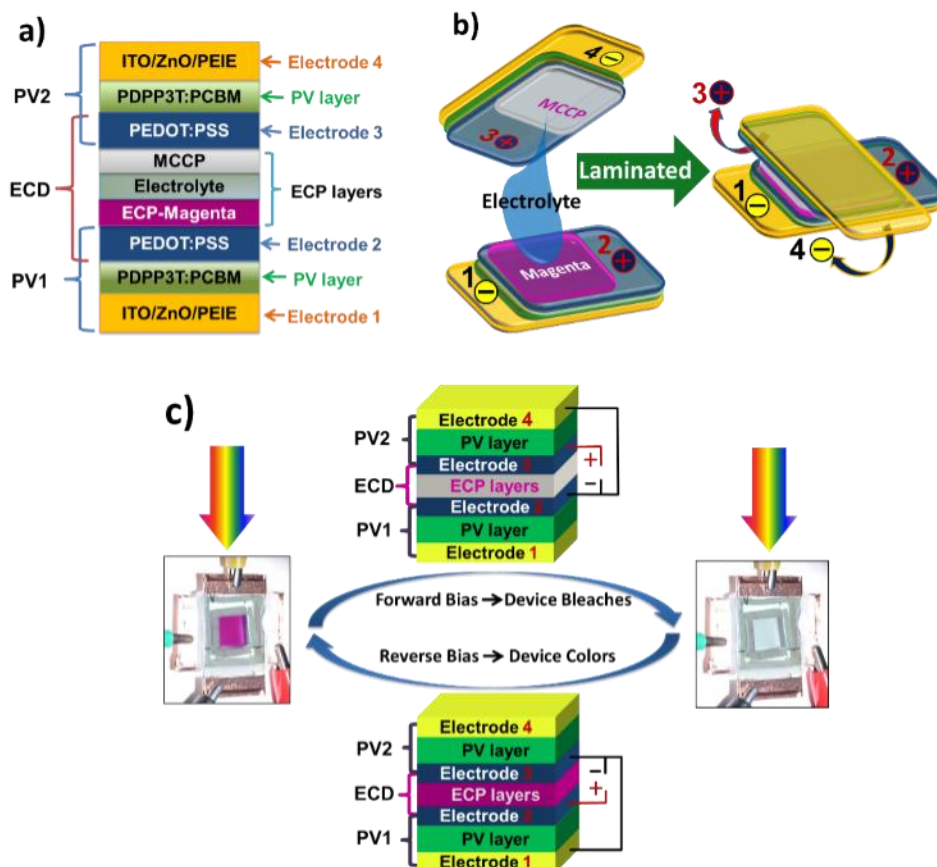 a)
PV2
ECD
PV1
ITO/ZnO/PEIE
PDPP3T:PCBM
PEDOT:PSS
MCCP
Electrolyte
ECP-Magenta
PEDOT:PSS
PDPP3T:PCBM
ITO/ZnO/PEIE
Electrode 4
PV layer
Electrode 3
ECP layers
Electrode 2
PV layer
Electrode 1
b)
4 −
MCCP
3 +
Electrolyte
Laminated
2 +
Magenta
1 −
3 +
2 +
1 −
4 −
c)
PV2
ECD
PV1
Electrode 4
PV layer
Electrode 3
ECP layers
Electrode 2
PV layer
Electrode 1
+
−
Forward Bias → Device Bleaches
Reverse Bias → Device Colors
PV2
ECD
PV1
Electrode 4
PV layer
Electrode 3
ECP layers
Electrode 2
PV layer
Electrode 1
−
+